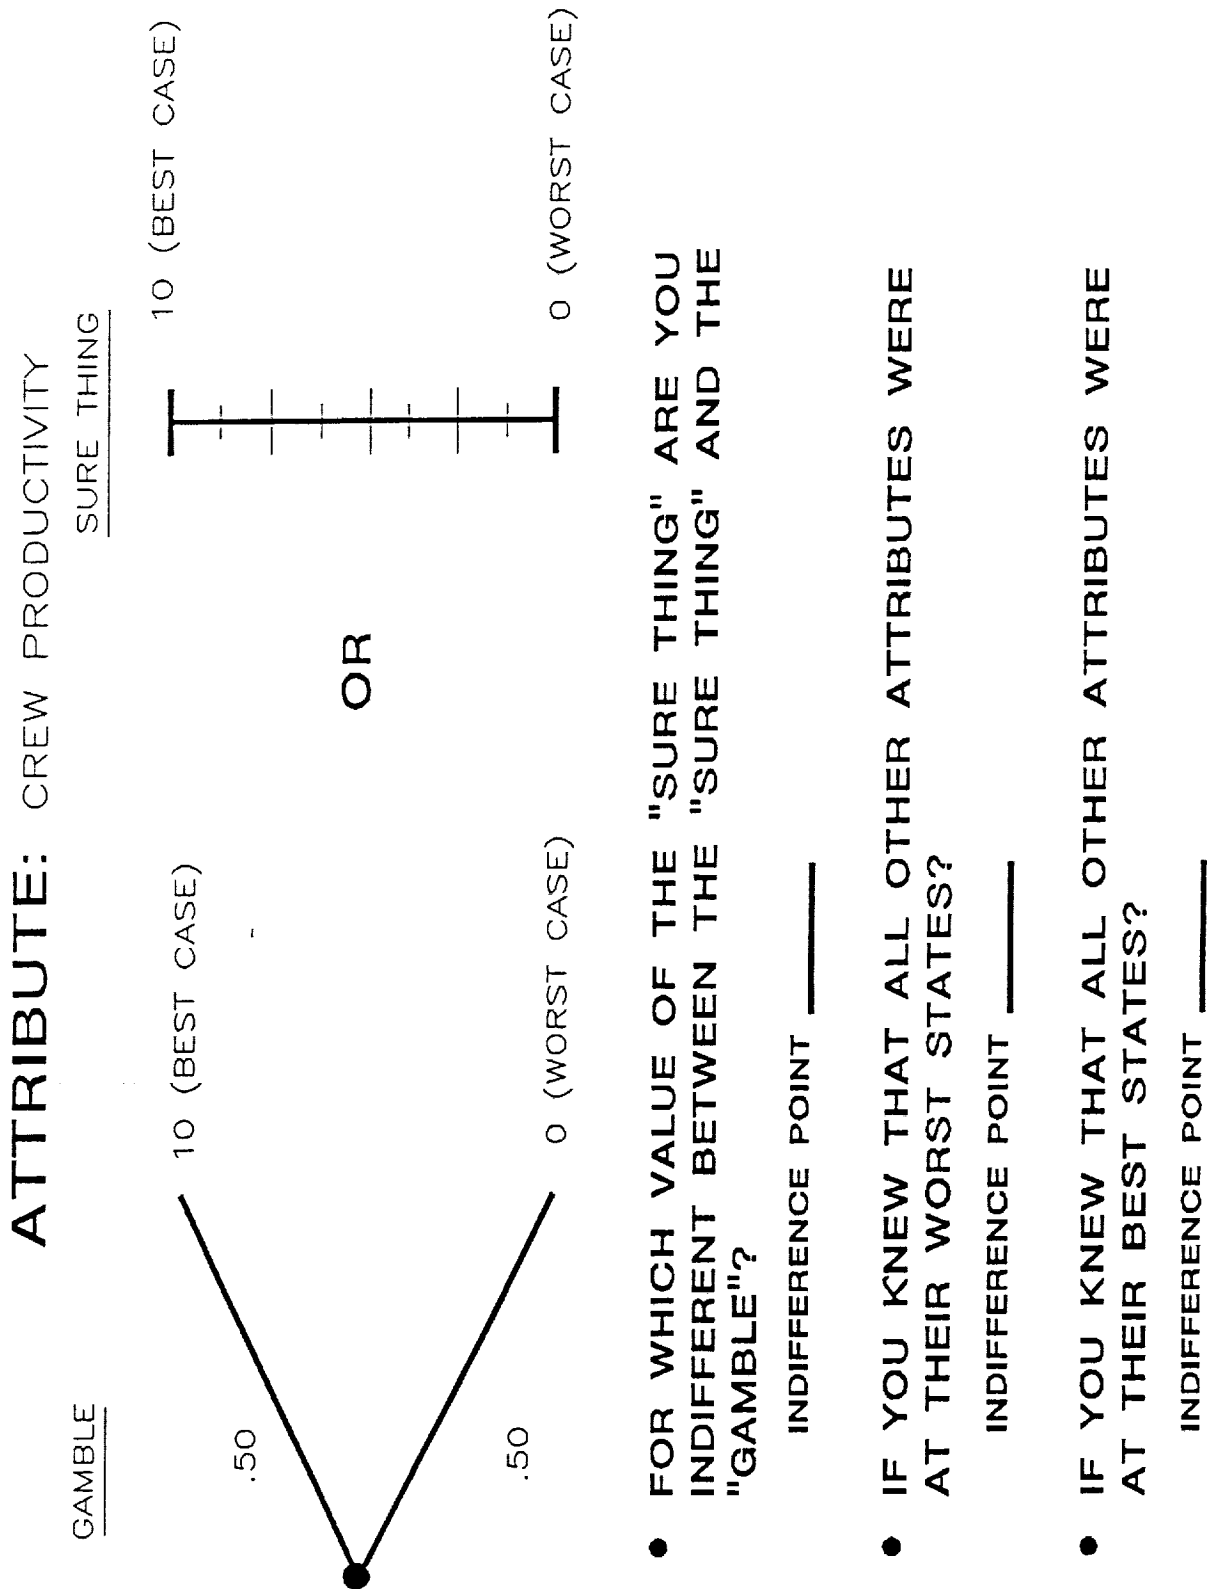 ATTRIBUTE: CREW PRODUCTIVITY
GAMBLE
SURE THING
.50
10 (BEST CASE)
10 (BEST CASE)
OR
.50
0 (WORST CASE)
0 (WORST CASE)
● FOR WHICH VALUE OF THE "SURE THING" ARE YOU
INDIFFERENT BETWEEN THE "SURE THING" AND THE
"GAMBLE"?
INDIFFERENCE POINT
● IF YOU KNEW THAT ALL OTHER ATTRIBUTES WERE
AT THEIR WORST STATES?
INDIFFERENCE POINT
● IF YOU KNEW THAT ALL OTHER ATTRIBUTES WERE
AT THEIR BEST STATES?
INDIFFERENCE POINT